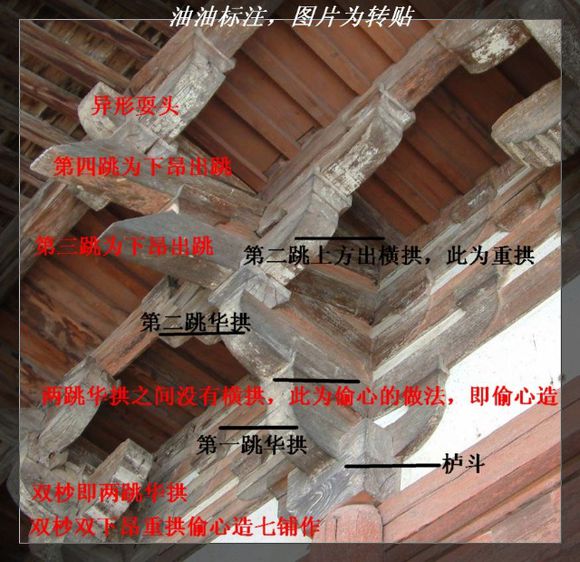 油油标注，图片为转贴
异形耍头
第四跳为下昂出跳
第三跳为下昂出跳
第二跳上方出横拱，此为重拱
第二跳华拱
两跳华拱之间没有横拱，此为偷心的做法，即偷心造
第一跳华拱
栌斗
双杪即两跳华拱
双杪双下昂重拱偷心造七铺作